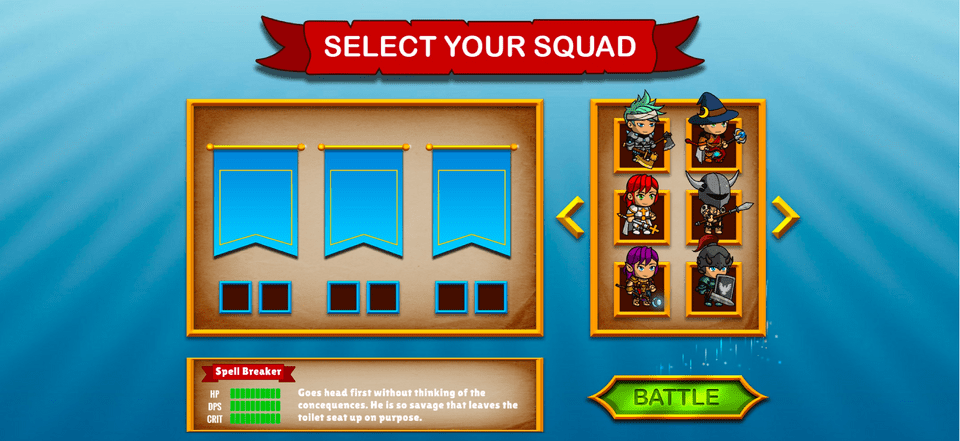 SELECT YOUR SQUAD
Spell Breaker
HP
DPS
CRIT
Goes head first without thinking of the
concequences. He is so savage that leaves the
toilet seat up on purpose.
BATTLE